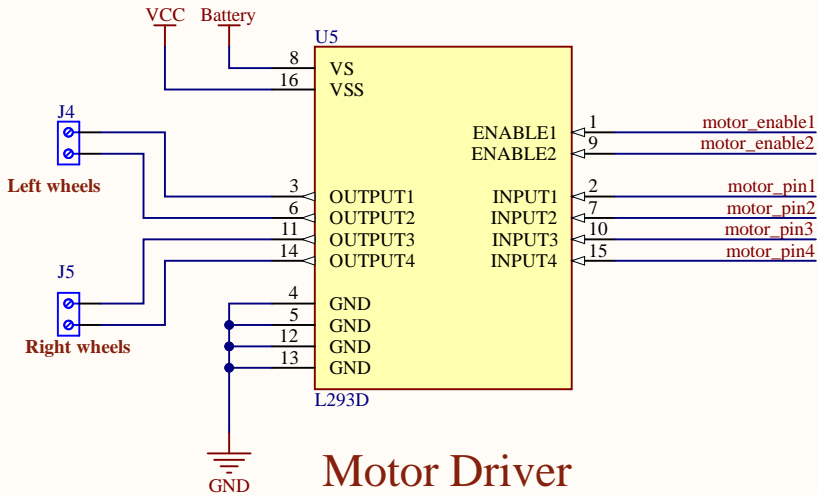 VCC Battery
U5
8 VS
16 VSS
J4
Left wheels
ENABLE1 1 motor_enable1
ENABLE2 9 motor_enable2
3 OUTPUT1 INPUT1 2 motor_pin1
6 OUTPUT2 INPUT2 7 motor_pin2
11 OUTPUT3 INPUT3 10 motor_pin3
14 OUTPUT4 INPUT4 15 motor_pin4
J5
Right wheels
4 GND
5 GND
12 GND
13 GND
L293D
GND
Motor Driver